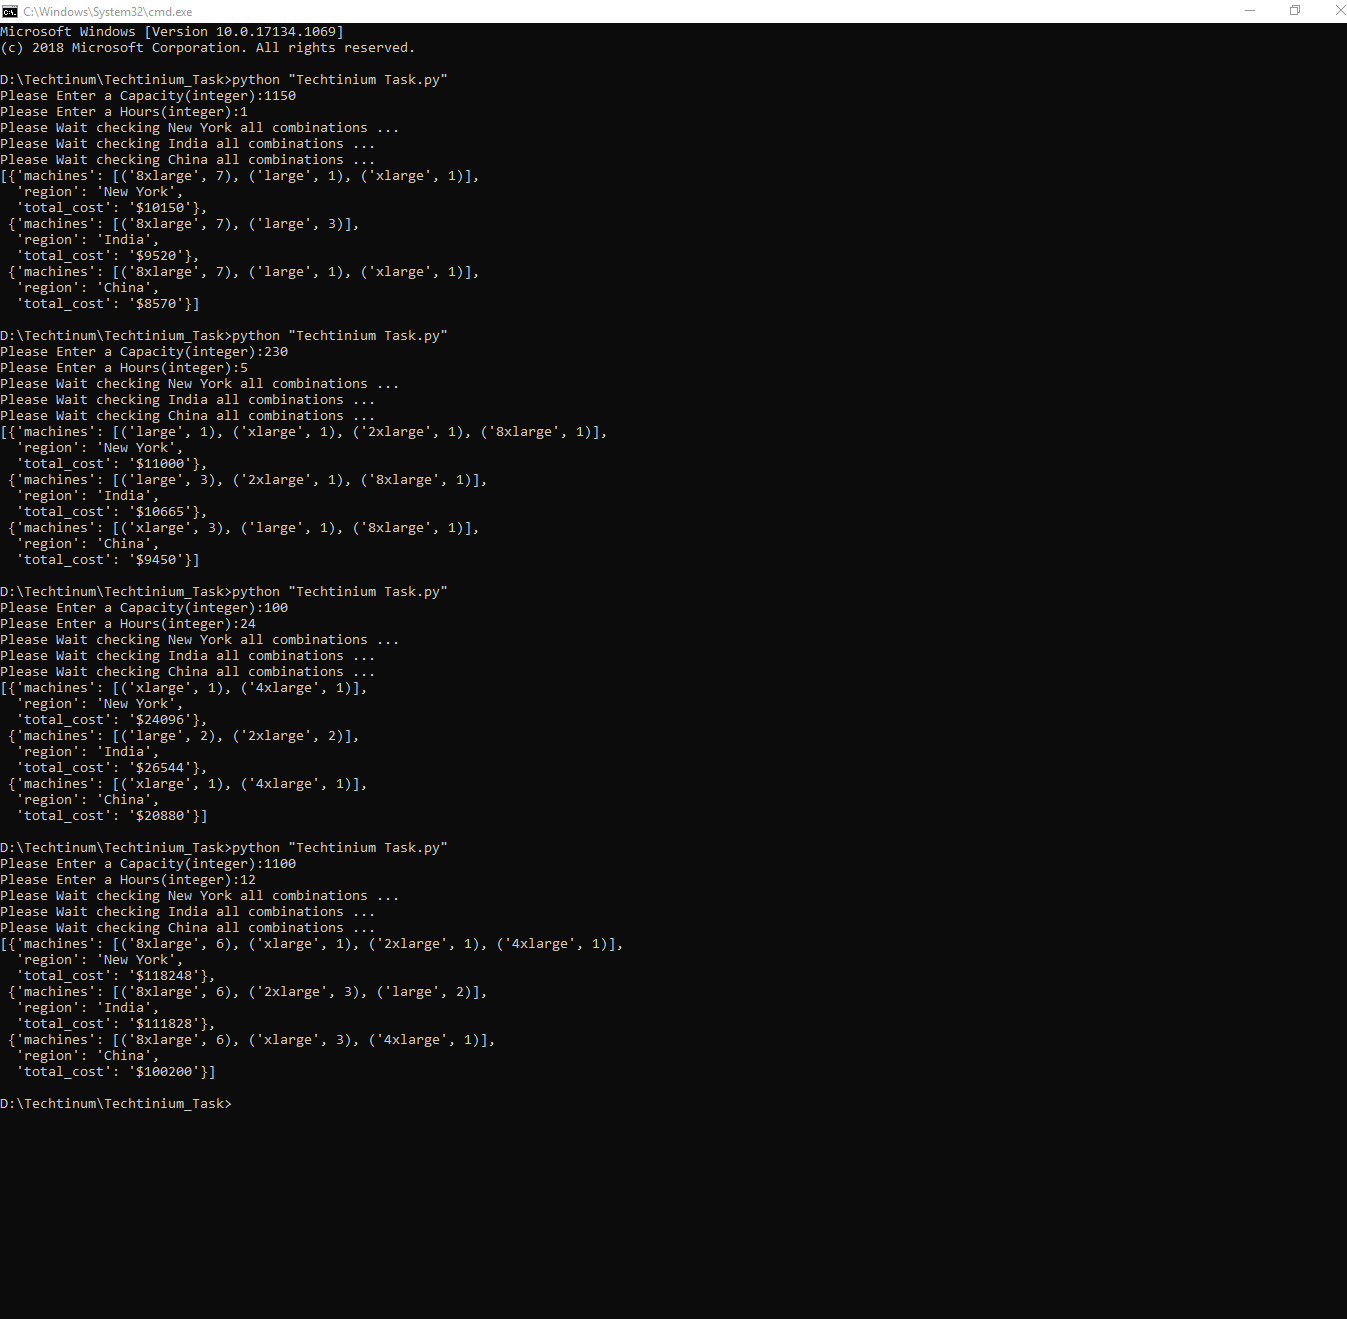 C:\Windows\System32\cmd.exe
Microsoft Windows [Version 10.0.17134.1069]
(c) 2018 Microsoft Corporation. All rights reserved.
D:\Techtinum\Techtinium_Task>python "Techtinium Task.py"
Please Enter a Capacity(integer):1150
Please Enter a Hours(integer):1
Please Wait checking New York all combinations ...
Please Wait checking India all combinations ...
Please Wait checking China all combinations ...
[{'machines': [('8xlarge', 7), ('large', 1), ('xlarge', 1)],
'region': 'New York',
'total_cost': '$10150'},
{'machines': [('8xlarge', 7), ('large', 3)],
'region': 'India',
'total_cost': '$9520'},
{'machines': [('8xlarge', 7), ('large', 1), ('xlarge', 1)],
'region': 'China',
'total_cost': '$8570'}]
D:\Techtinum\Techtinium_Task>python "Techtinium Task.py"
Please Enter a Capacity(integer):230
Please Enter a Hours(integer):5
Please Wait checking New York all combinations ...
Please Wait checking India all combinations ...
Please Wait checking China all combinations ...
[{'machines': [('large', 1), ('xlarge', 1), ('2xlarge', 1), ('8xlarge', 1)],
'region': 'New York',
'total_cost': '$11000'},
{'machines': [('large', 3), ('2xlarge', 1), ('8xlarge', 1)],
'region': 'India',
'total_cost': '$10665'},
{'machines': [('xlarge', 3), ('large', 1), ('8xlarge', 1)],
'region': 'China',
'total_cost': '$9450'}]
D:\Techtinum\Techtinium_Task>python "Techtinium Task.py"
Please Enter a Capacity(integer):100
Please Enter a Hours(integer):24
Please Wait checking New York all combinations ...
Please Wait checking India all combinations ...
Please Wait checking China all combinations ...
[{'machines': [('xlarge', 1), ('4xlarge', 1)],
'region': 'New York',
'total_cost': '$24096'},
{'machines': [('large', 2), ('2xlarge', 2)],
'region': 'India',
'total_cost': '$26544'},
{'machines': [('xlarge', 1), ('4xlarge', 1)],
'region': 'China',
'total_cost': '$20880'}]
D:\Techtinum\Techtinium_Task>python "Techtinium Task.py"
Please Enter a Capacity(integer):1100
Please Enter a Hours(integer):12
Please Wait checking New York all combinations ...
Please Wait checking India all combinations ...
Please Wait checking China all combinations ...
[{'machines': [('8xlarge', 6), ('xlarge', 1), ('2xlarge', 1), ('4xlarge', 1)],
'region': 'New York',
'total_cost': '$118248'},
{'machines': [('8xlarge', 6), ('2xlarge', 3), ('large', 2)],
'region': 'India',
'total_cost': '$111828'},
{'machines': [('8xlarge', 6), ('xlarge', 3), ('4xlarge', 1)],
'region': 'China',
'total_cost': '$100200'}]
D:\Techtinum\Techtinium_Task>